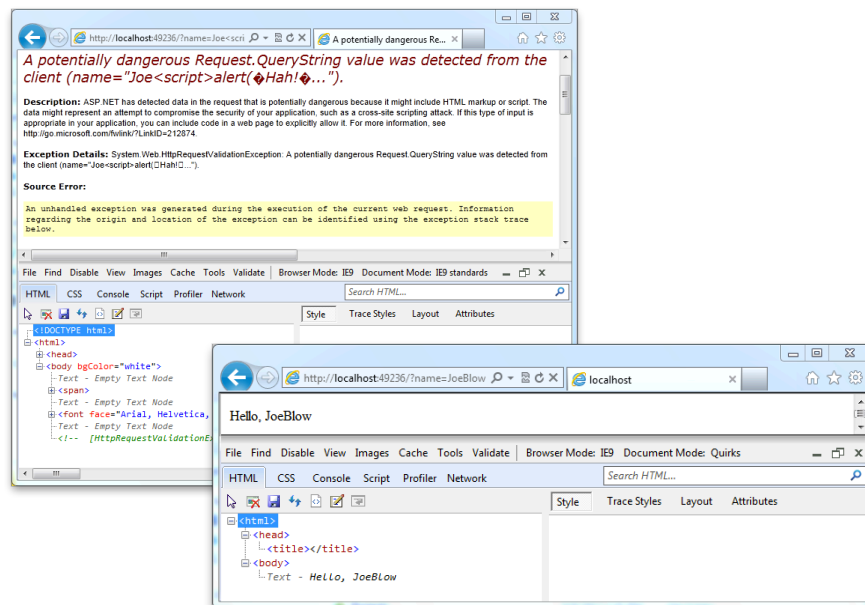 http://localhost:49236/?name=Joe<scri
A potentially dangerous Re...
A potentially dangerous Request.QueryString value was detected from the
client (name="Joe<script>alert(�Hah!�...").
Description: ASP.NET has detected data in the request that is potentially dangerous because it might include HTML markup or script. The
data might represent an attempt to compromise the security of your application, such as a cross-site scripting attack. If this type of input is
appropriate in your application, you can include code in a web page to explicitly allow it. For more information, see
http://go.microsoft.com/fwlink/?LinkID=212874.
Exception Details: System.Web.HttpRequestValidationException: A potentially dangerous Request.QueryString value was detected from
the client (name="Joe<script>alert(□Hah!□...").
Source Error:
An unhandled exception was generated during the execution of the current web request. Information
regarding the origin and location of the exception can be identified using the exception stack trace
below.
File Find Disable View Images Cache Tools Validate Browser Mode: IE9 Document Mode: IE9 standards
HTML CSS Console Script Profiler Network Search HTML...
Style Trace Styles Layout Attributes
<!DOCTYPE html>
<html>
<head>
<body bgColor="white">
Text - Empty Text Node
<span>
Text - Empty Text Node
<font face="Arial, Helvetica,
Text - Empty Text Node
<!-- [HttpRequestValidationE
http://localhost:49236/?name=JoeBlow
localhost
Hello, JoeBlow
File Find Disable View Images Cache Tools Validate Browser Mode: IE9 Document Mode: Quirks
HTML CSS Console Script Profiler Network Search HTML...
Style Trace Styles Layout Attributes
<html>
<head>
<title></title>
<body>
Text - Hello, JoeBlow